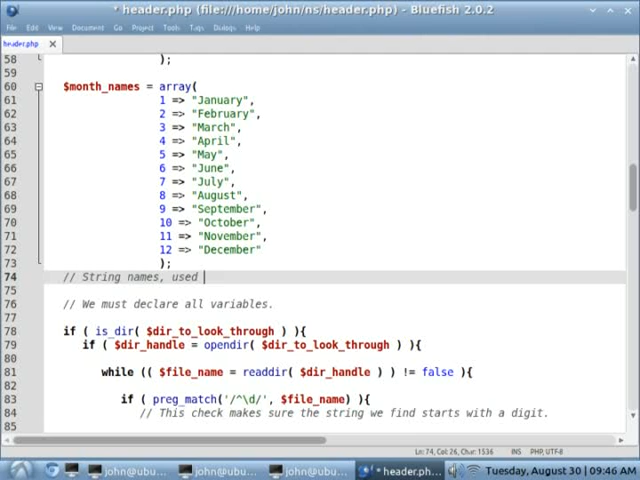 * header.php (file:///home/john/ns/header.php) - Bluefish 2.0.2
File Edit View Document Go Project Tools Tags Dialogs Help
header.php
58 );
59
60 $month_names = array(
61 1 => "January",
62 2 => "February",
63 3 => "March",
64 4 => "April",
65 5 => "May",
66 6 => "June",
67 7 => "July",
68 8 => "August",
69 9 => "September",
70 10 => "October",
71 11 => "November",
72 12 => "December"
73 );
74 // String names, used
75
76 // We must declare all variables.
77
78 if ( is_dir( $dir_to_look_through ) ){
79 if ( $dir_handle = opendir( $dir_to_look_through ) ){
80
81 while (( $file_name = readdir( $dir_handle ) ) != false ){
82
83 if ( preg_match('/^\d/', $file_name) ){
84 // This check makes sure the string we find starts with a digit.
85
Ln: 74, Col: 26, Char: 1536 INS PHP, UTF-8
john@ubu... john@ubu... john@ubu... * header.ph... Tuesday, August 30 | 09:46 AM